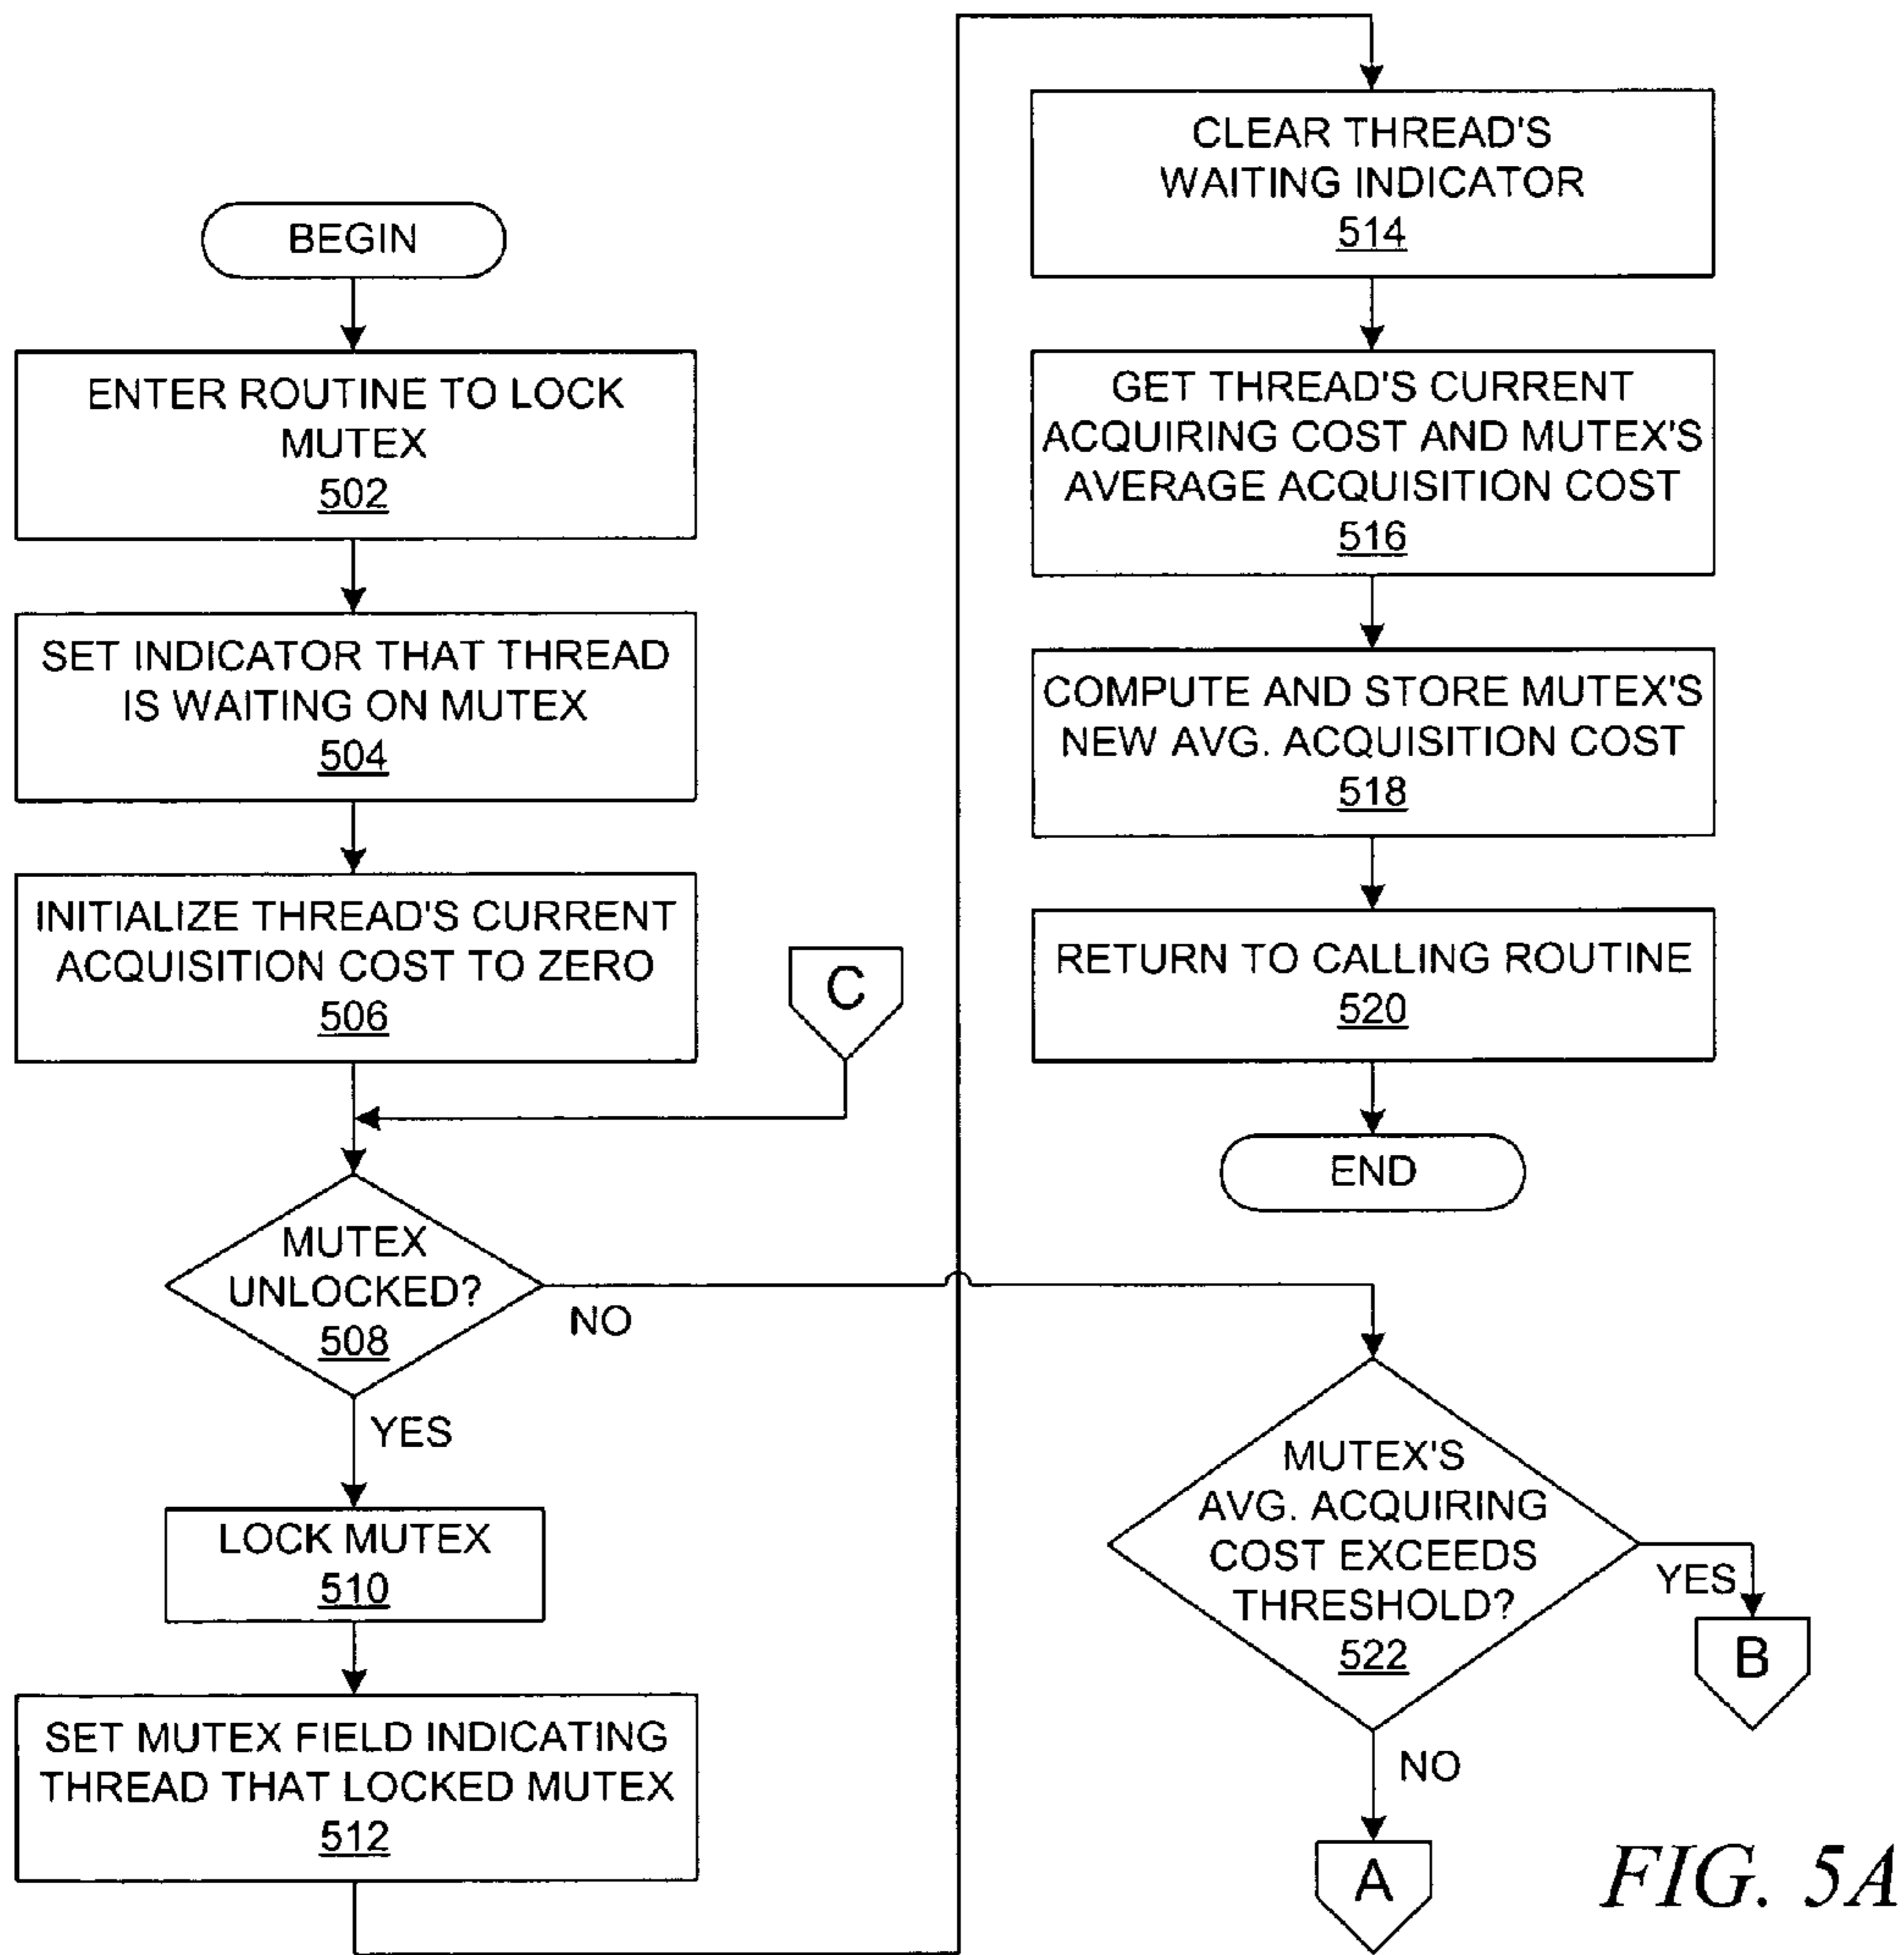 BEGIN
ENTER ROUTINE TO LOCK
MUTEX
502
SET INDICATOR THAT THREAD
IS WAITING ON MUTEX
504
INITIALIZE THREAD'S CURRENT
ACQUISITION COST TO ZERO
506
C
MUTEX
UNLOCKED?
508
NO
YES
LOCK MUTEX
510
SET MUTEX FIELD INDICATING
THREAD THAT LOCKED MUTEX
512
CLEAR THREAD'S
WAITING INDICATOR
514
GET THREAD'S CURRENT
ACQUIRING COST AND MUTEX'S
AVERAGE ACQUISITION COST
516
COMPUTE AND STORE MUTEX'S
NEW AVG. ACQUISITION COST
518
RETURN TO CALLING ROUTINE
520
END
MUTEX'S
AVG. ACQUIRING
COST EXCEEDS
THRESHOLD?
522
YES
B
NO
A
FIG. 5A